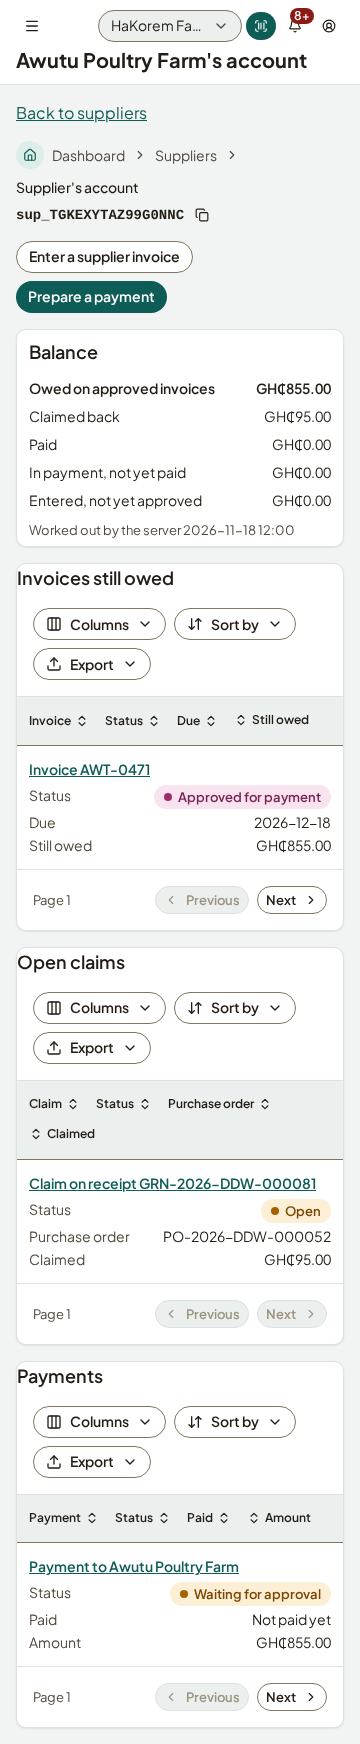 HaKorem Fa...
8+
Awutu Poultry Farm's account
Back to suppliers
Dashboard
Suppliers
Supplier's account
sup_TGKEXYTAZ99G0NNC
Enter a supplier invoice
Prepare a payment
Balance
Owed on approved invoices GH₵855.00
Claimed back GH₵95.00
Paid GH₵0.00
In payment, not yet paid GH₵0.00
Entered, not yet approved GH₵0.00
Worked out by the server 2026-11-18 12:00
Invoices still owed
Columns Sort by
Export
Invoice Status Due Still owed
Invoice AWT-0471
Status Approved for payment
Due 2026-12-18
Still owed GH₵855.00
Page 1 Previous Next
Open claims
Columns Sort by
Export
Claim Status Purchase order
Claimed
Claim on receipt GRN-2026-DDW-000081
Status Open
Purchase order PO-2026-DDW-000052
Claimed GH₵95.00
Page 1 Previous Next
Payments
Columns Sort by
Export
Payment Status Paid Amount
Payment to Awutu Poultry Farm
Status Waiting for approval
Paid Not paid yet
Amount GH₵855.00
Page 1 Previous Next